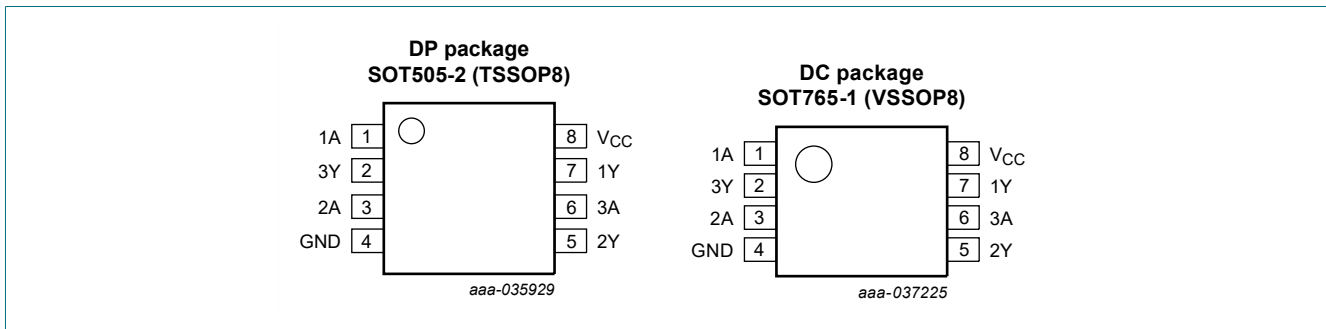 DP package
SOT505-2 (TSSOP8)
1A 1 8 VCC
3Y 2 7 1Y
2A 3 6 3A
GND 4 5 2Y
aaa-035929
DC package
SOT765-1 (VSSOP8)
1A 1 8 VCC
3Y 2 7 1Y
2A 3 6 3A
GND 4 5 2Y
aaa-037225